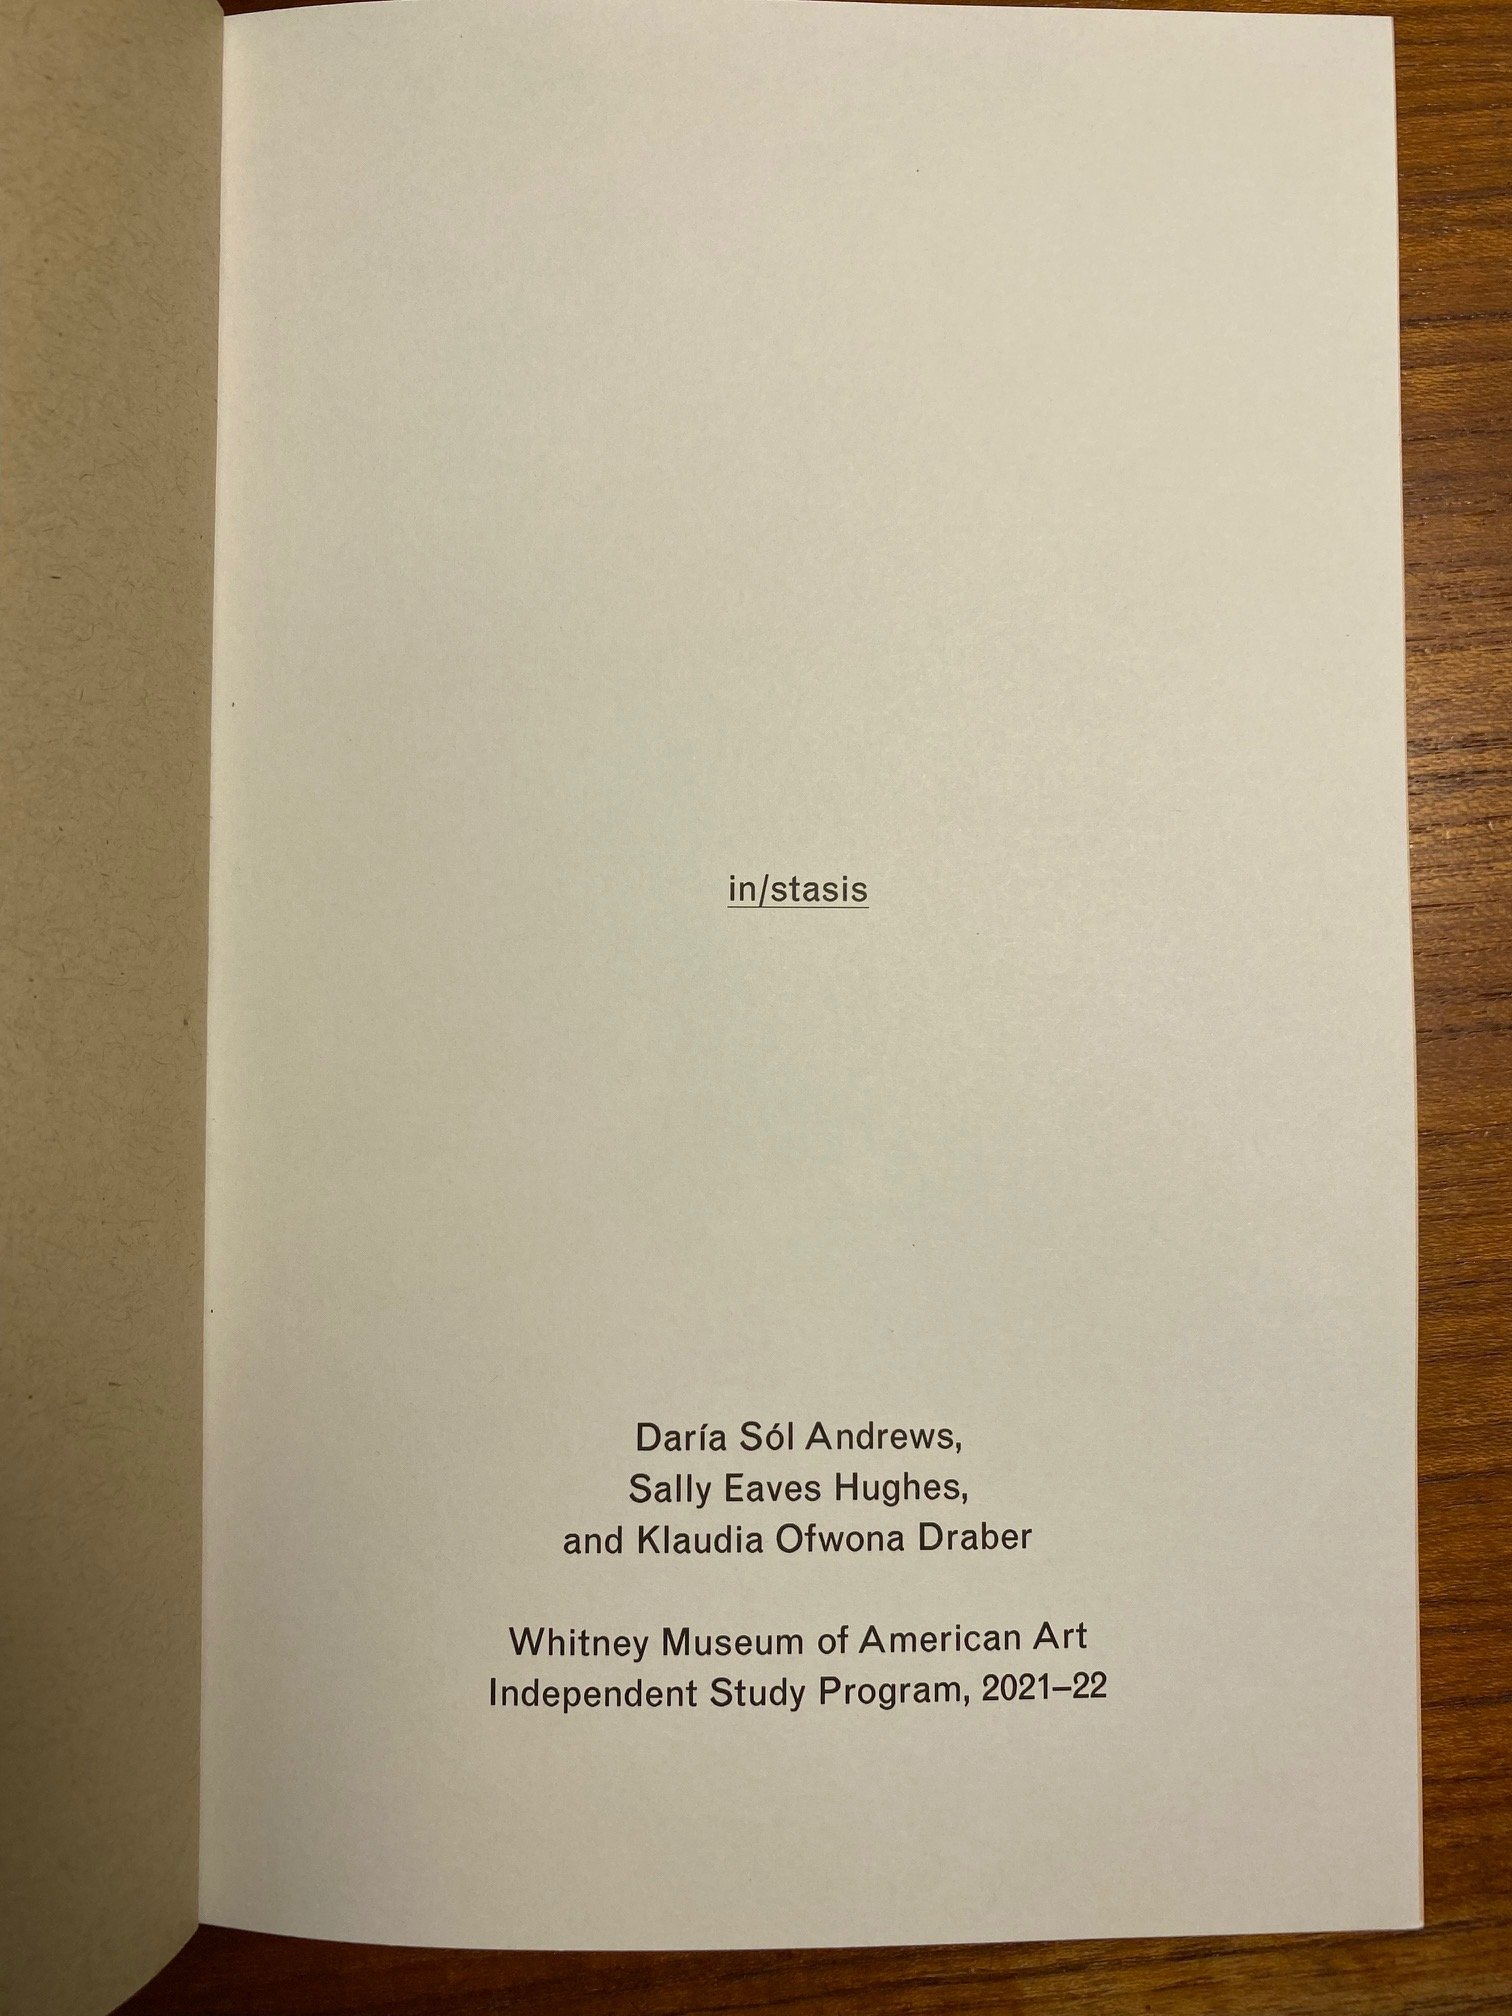 in/stasis
Daría Sól Andrews,
Sally Eaves Hughes,
and Klaudia Ofwona Draber
Whitney Museum of American Art
Independent Study Program, 2021–22